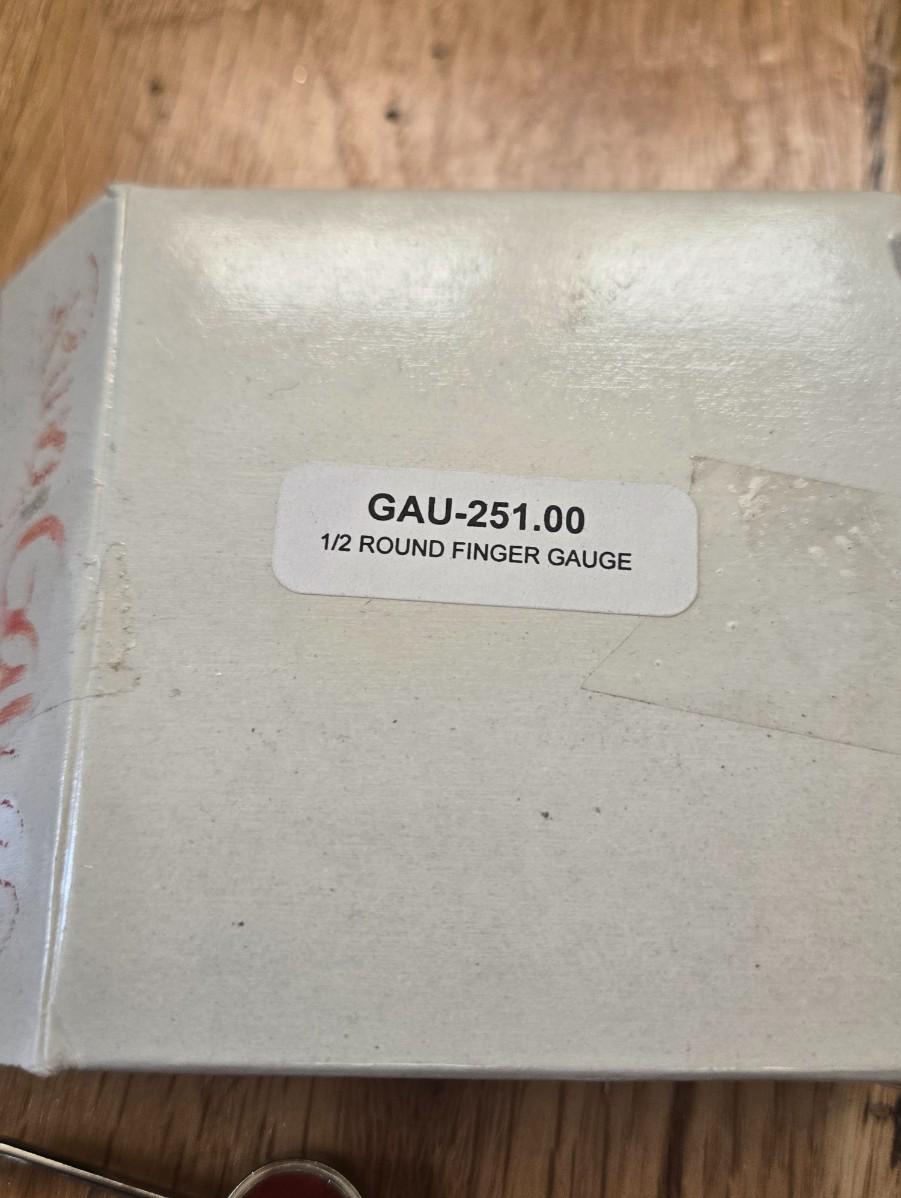 GAU-251.00
1/2 ROUND FINGER GAUGE